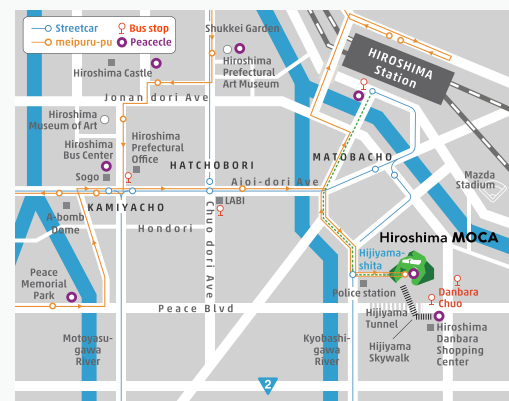 Streetcar
Bus stop
meipuru-pu
Peacecle
Shukkei Garden
HIROSHIMA
Station
Hiroshima Castle
Hiroshima
Prefectural
Art Museum
Jonan dori Ave
Hiroshima
Museum of Art
Hiroshima
Prefectural
Office
Hiroshima
Bus Center
HATCHOBORI
MATOBACHO
Mazda
Stadium
Sogo
Aioi-dori Ave
LABI
KAMIYACHO
A-bomb
Dome
Hondori
Chuo dori Ave
Hiroshima MOCA
Hijiyama-
shita
Peace
Memorial
Park
Police station
Danbara
Chuo
Peace Blvd
Hijiyama
Tunnel
Hijiyama
Skywalk
Hiroshima
Danbara
Shopping
Center
Motoyasu-
gawa
River
Kyobashi-
gawa
River
2